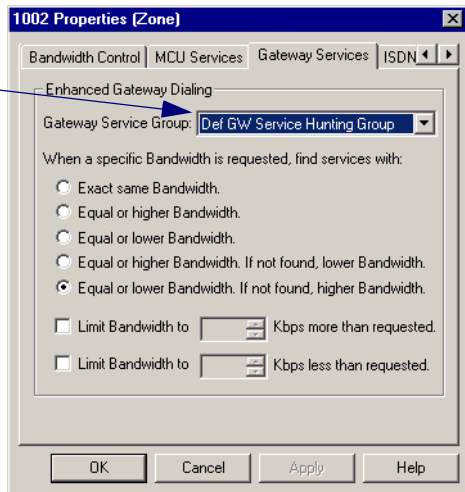 1002 Properties (Zone)
Bandwidth Control MCU Services Gateway Services ISDN
Enhanced Gateway Dialing
Gateway Service Group: Def GW Service Hunting Group
When a specific Bandwidth is requested, find services with:
Exact same Bandwidth.
Equal or higher Bandwidth.
Equal or lower Bandwidth.
Equal or higher Bandwidth. If not found, lower Bandwidth.
Equal or lower Bandwidth. If not found, higher Bandwidth.
Limit Bandwidth to Kbps more than requested.
Limit Bandwidth to Kbps less than requested.
OK Cancel Apply Help